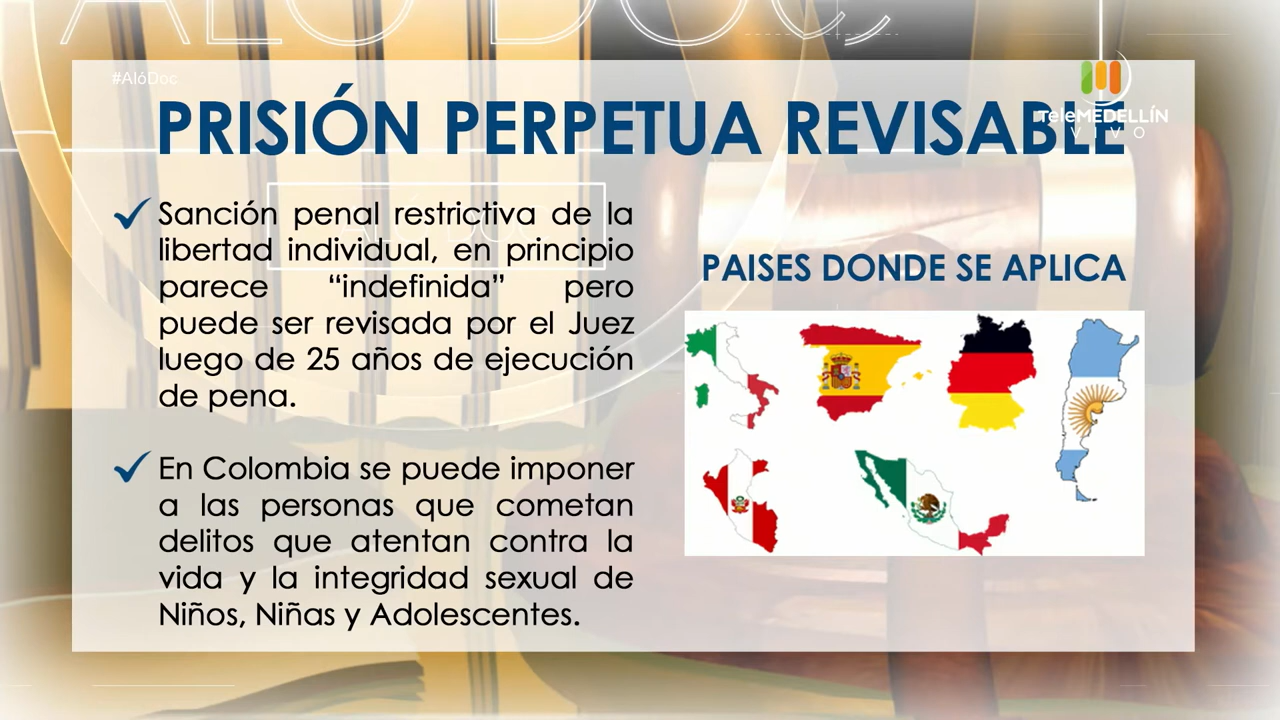 ALÓ DOC
#AlóDoc
TeleMEDELLÍN
VIVO
PRISIÓN PERPETUA REVISABLE
Sanción penal restrictiva de la
libertad individual, en principio
parece “indefinida” pero
puede ser revisada por el Juez
luego de 25 años de ejecución
de pena.
En Colombia se puede imponer
a las personas que cometan
delitos que atentan contra la
vida y la integridad sexual de
Niños, Niñas y Adolescentes.
PAISES DONDE SE APLICA